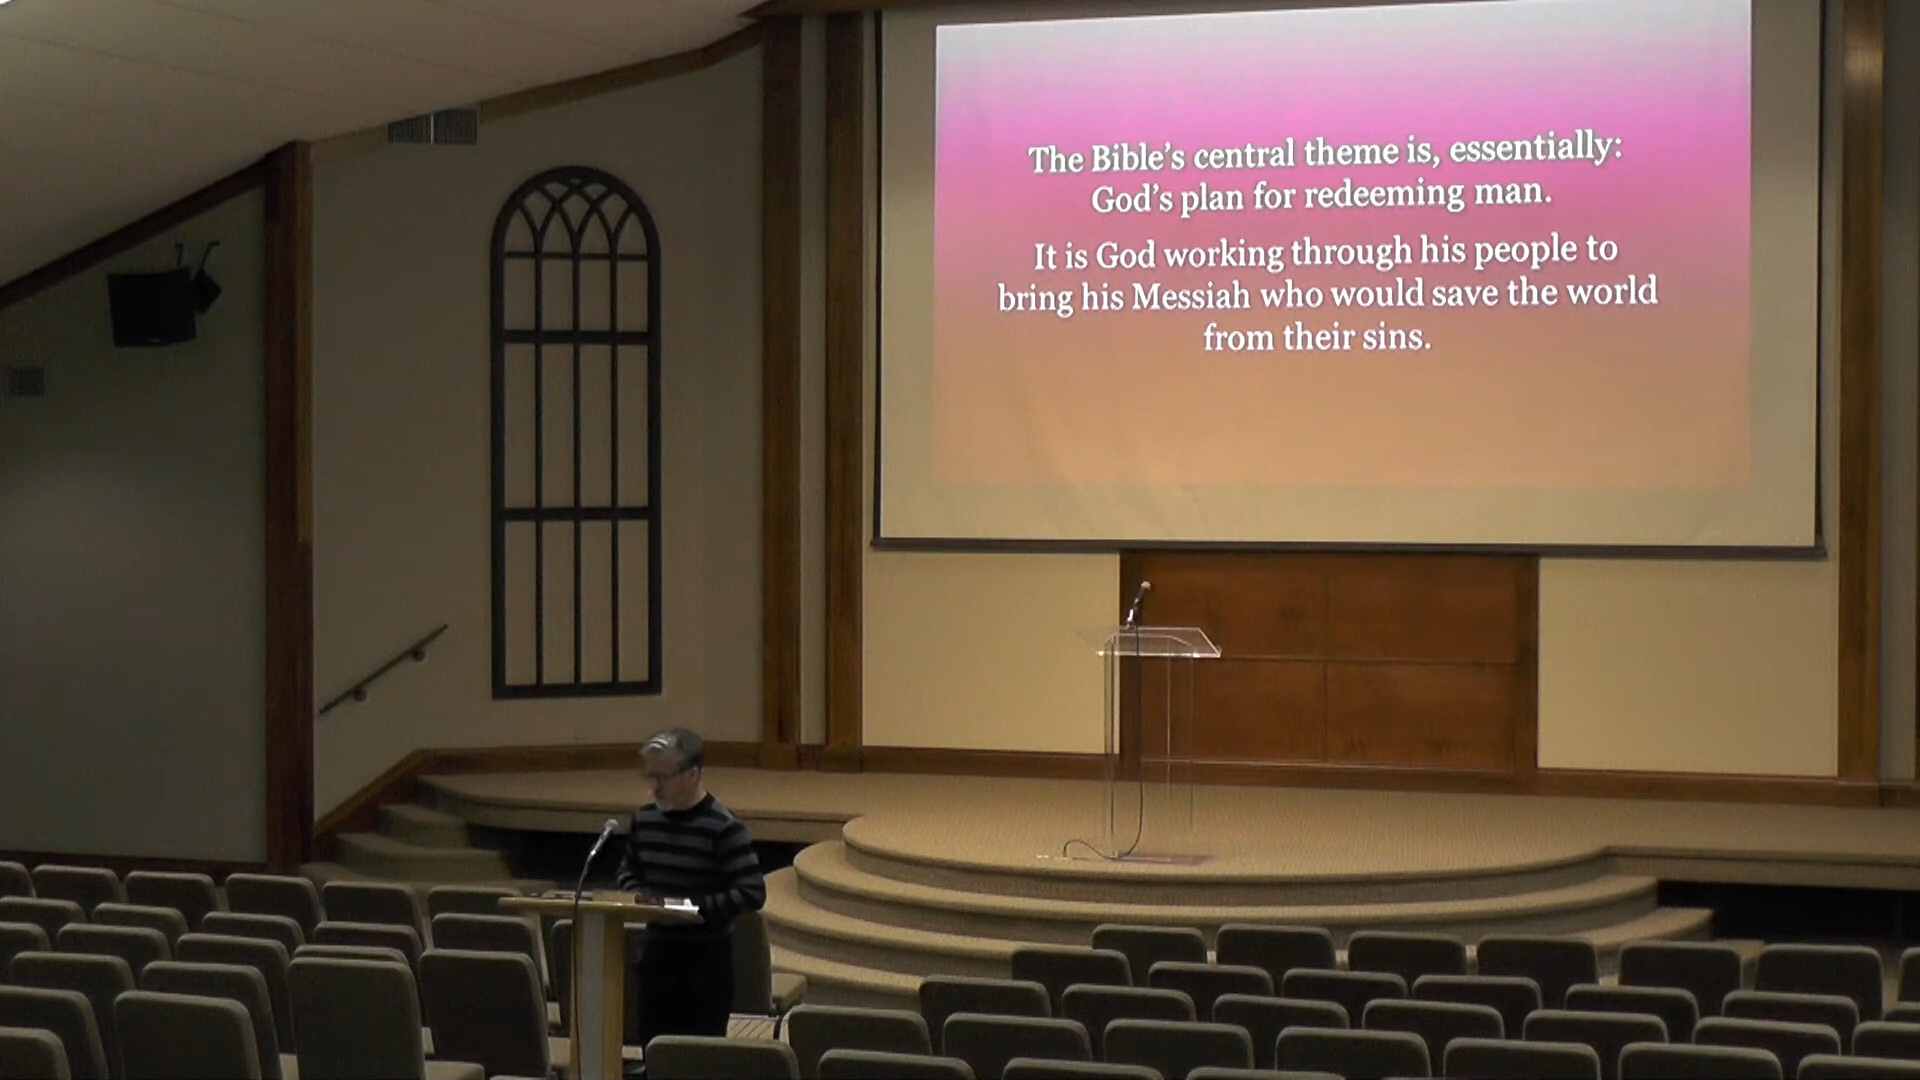 The Bible's central theme is, essentially:
God's plan for redeeming man.
It is God working through his people to
bring his Messiah who would save the world
from their sins.